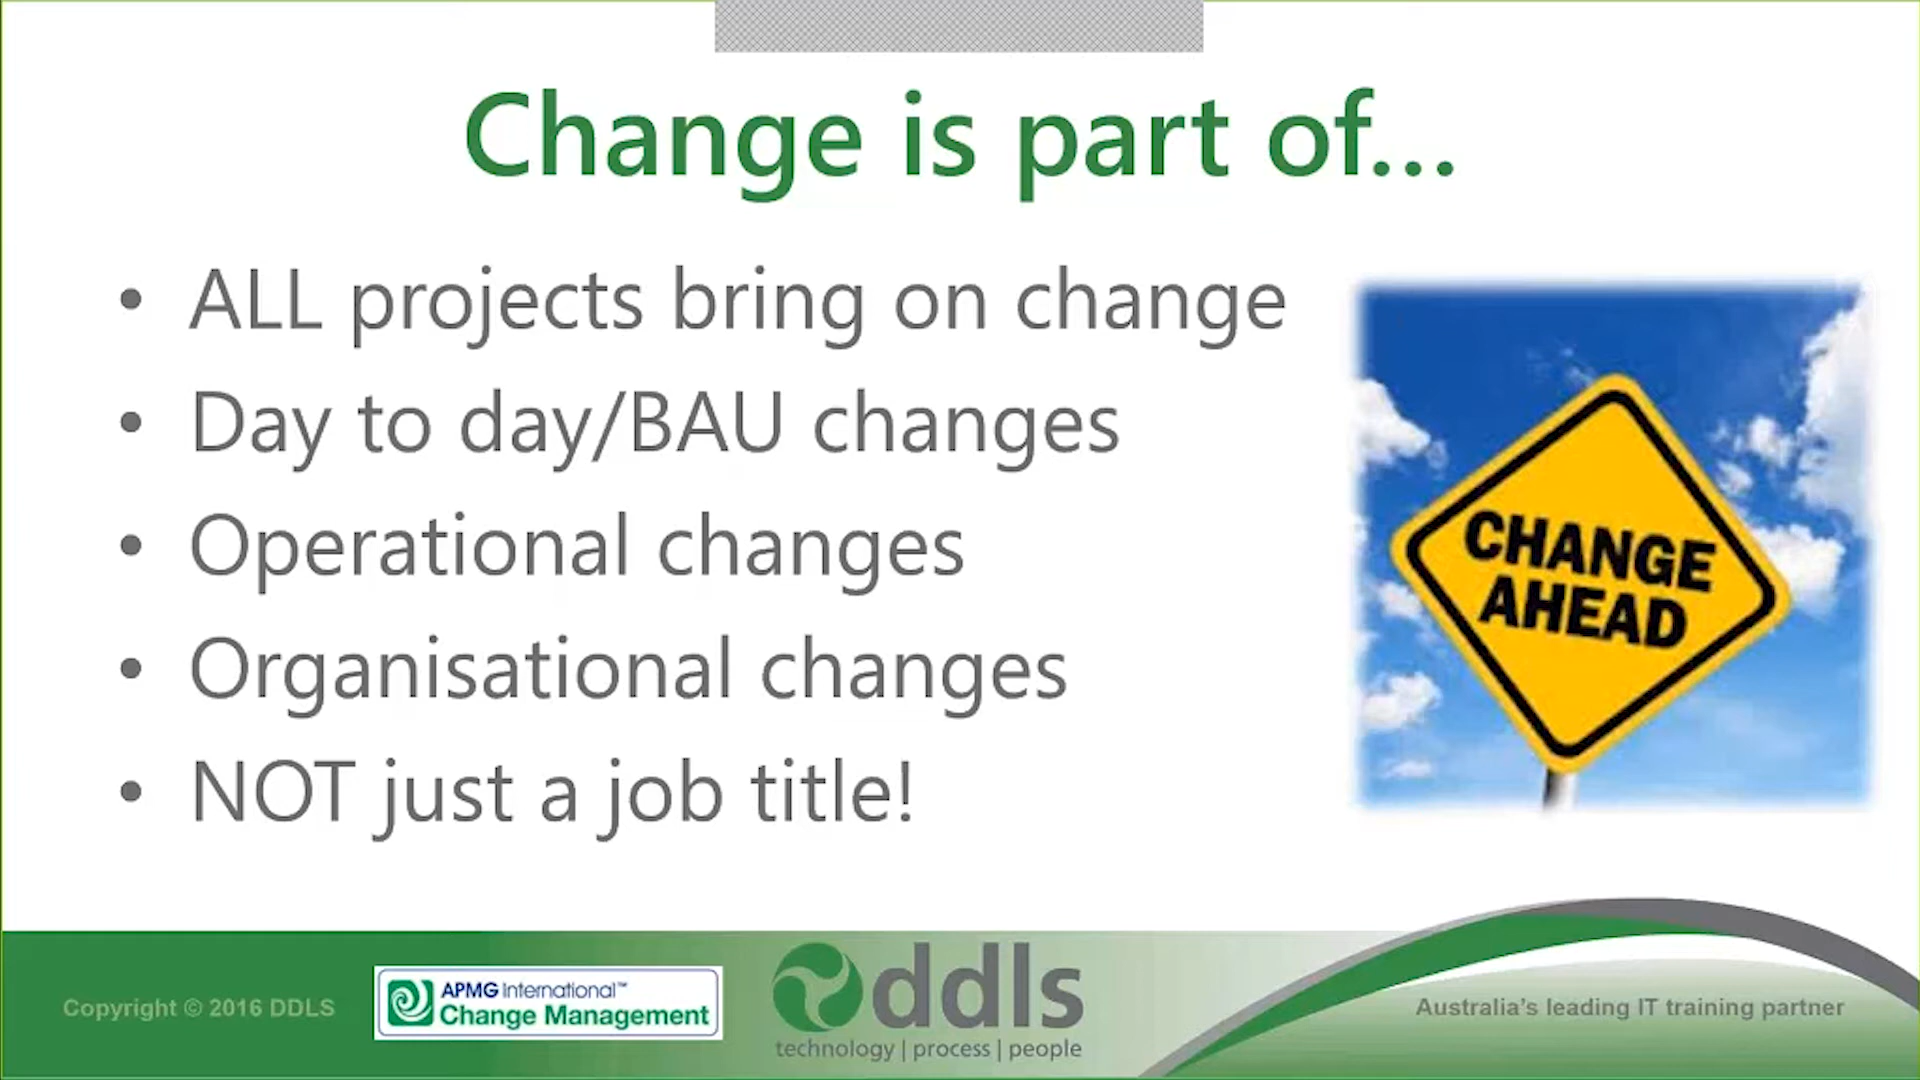 Change is part of...
• ALL projects bring on change
• Day to day/BAU changes
• Operational changes
• Organisational changes
• NOT just a job title!
CHANGE
AHEAD
Copyright © 2016 DDLS
APMG International™
Change Management
ddls
technology | process | people
Australia's leading IT training partner